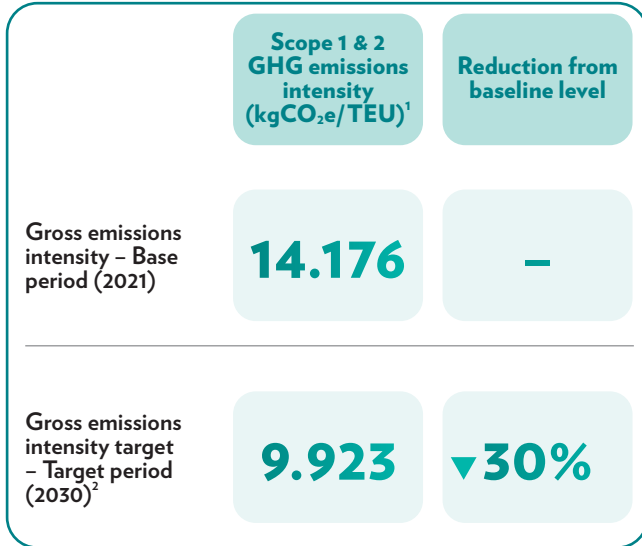 Scope 1 & 2
GHG emissions
intensity
(kgCO₂e/TEU)¹
Reduction from
baseline level
Gross emissions
intensity – Base
period (2021)
14.176
–
Gross emissions
intensity target
– Target period
(2030)²
9.923
▼30%